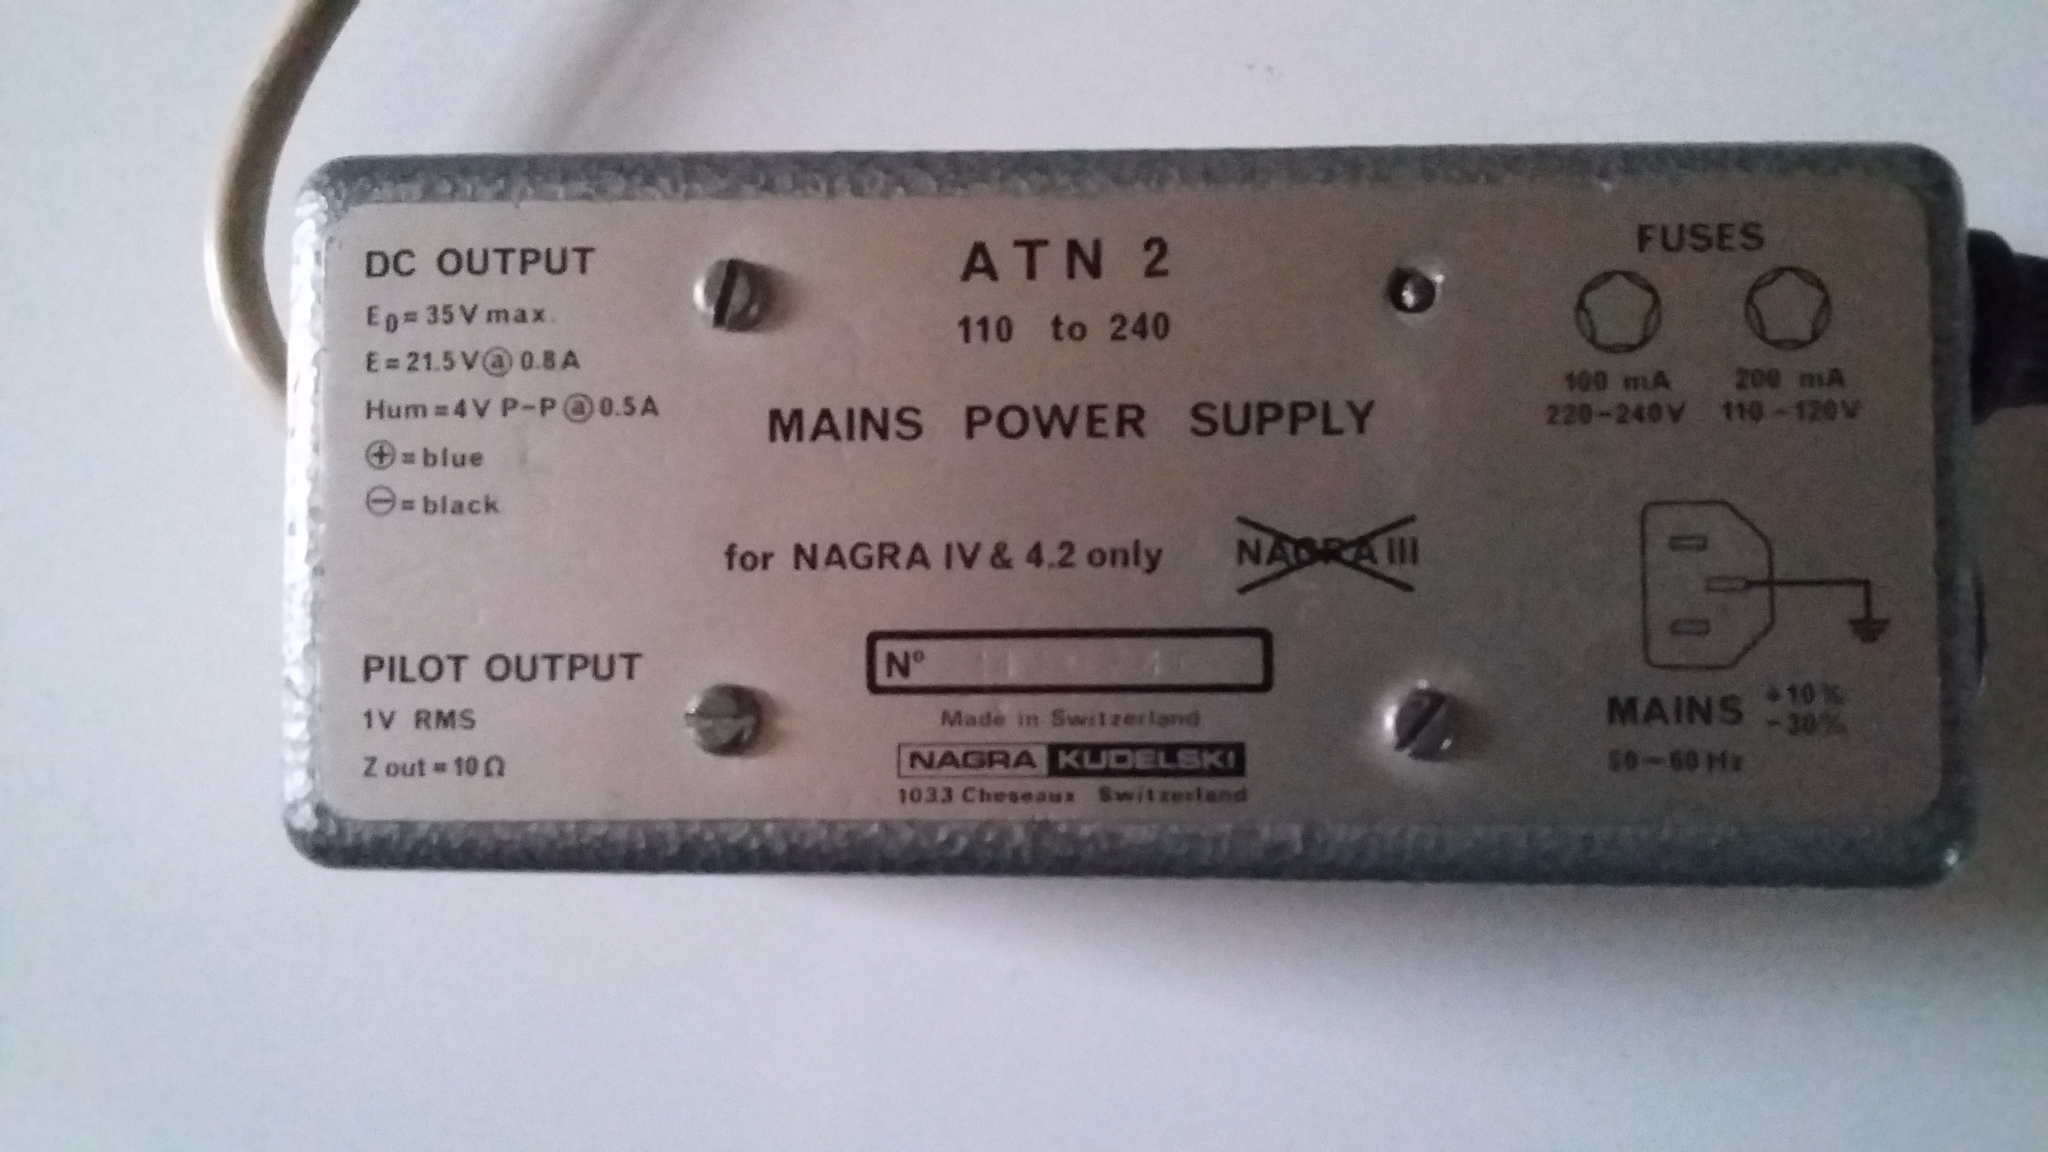 DC OUTPUT
E₀ = 35 V max.
E = 21.5 V @ 0.8 A
Hum = 4 V P-P @ 0.5 A
⊕ = blue
⊖ = black
PILOT OUTPUT
1V RMS
Z out = 10 Ω
ATN 2
110 to 240
MAINS POWER SUPPLY
for NAGRA IV & 4.2 only NAGRA III
Nº
Made in Switzerland
NAGRA KUDELSKI
1033 Cheseaux Switzerland
FUSES
100 mA 200 mA
220-240V 110-120V
MAINS +10% -30%
50-60 Hz